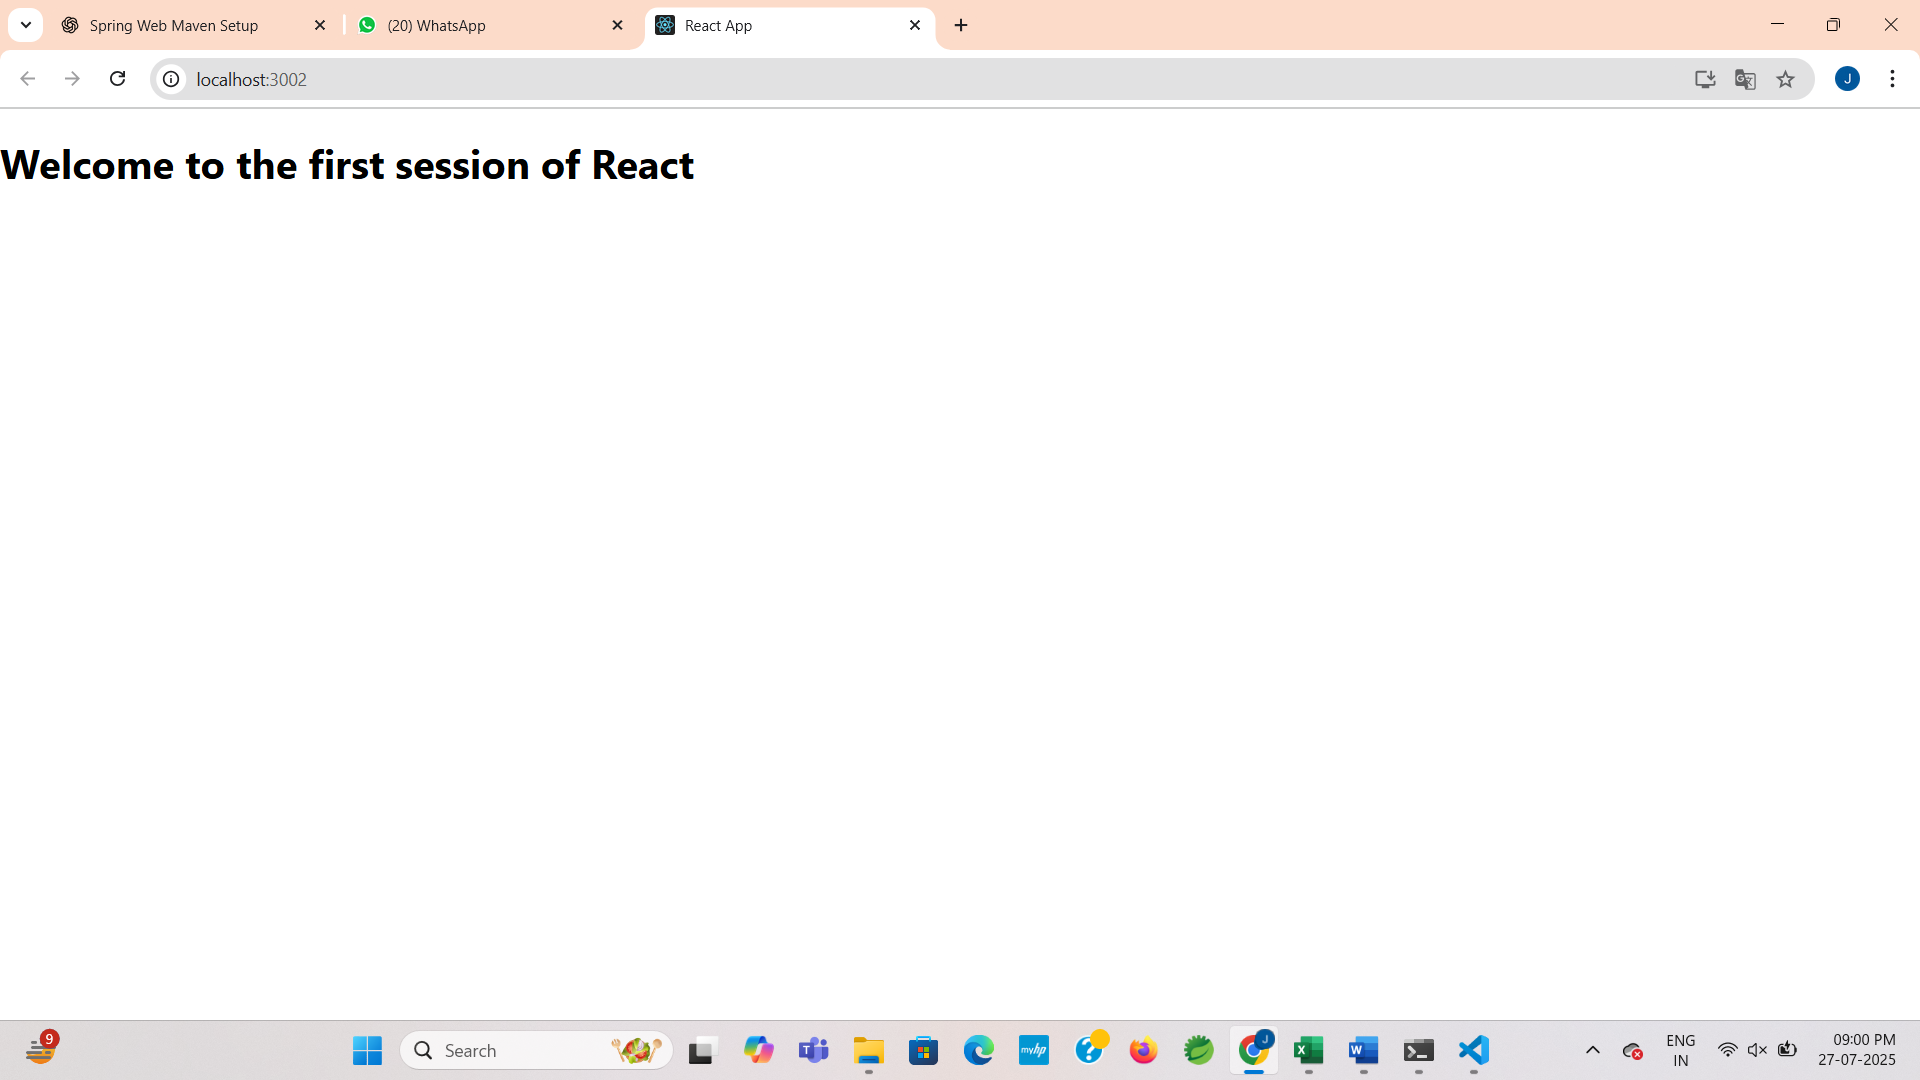 Spring Web Maven Setup
(20) WhatsApp
React App
localhost:3002
J
Welcome to the first session of React
9
Search
T
myhp
?
J
X
W
ENG
IN
09:00 PM
27-07-2025